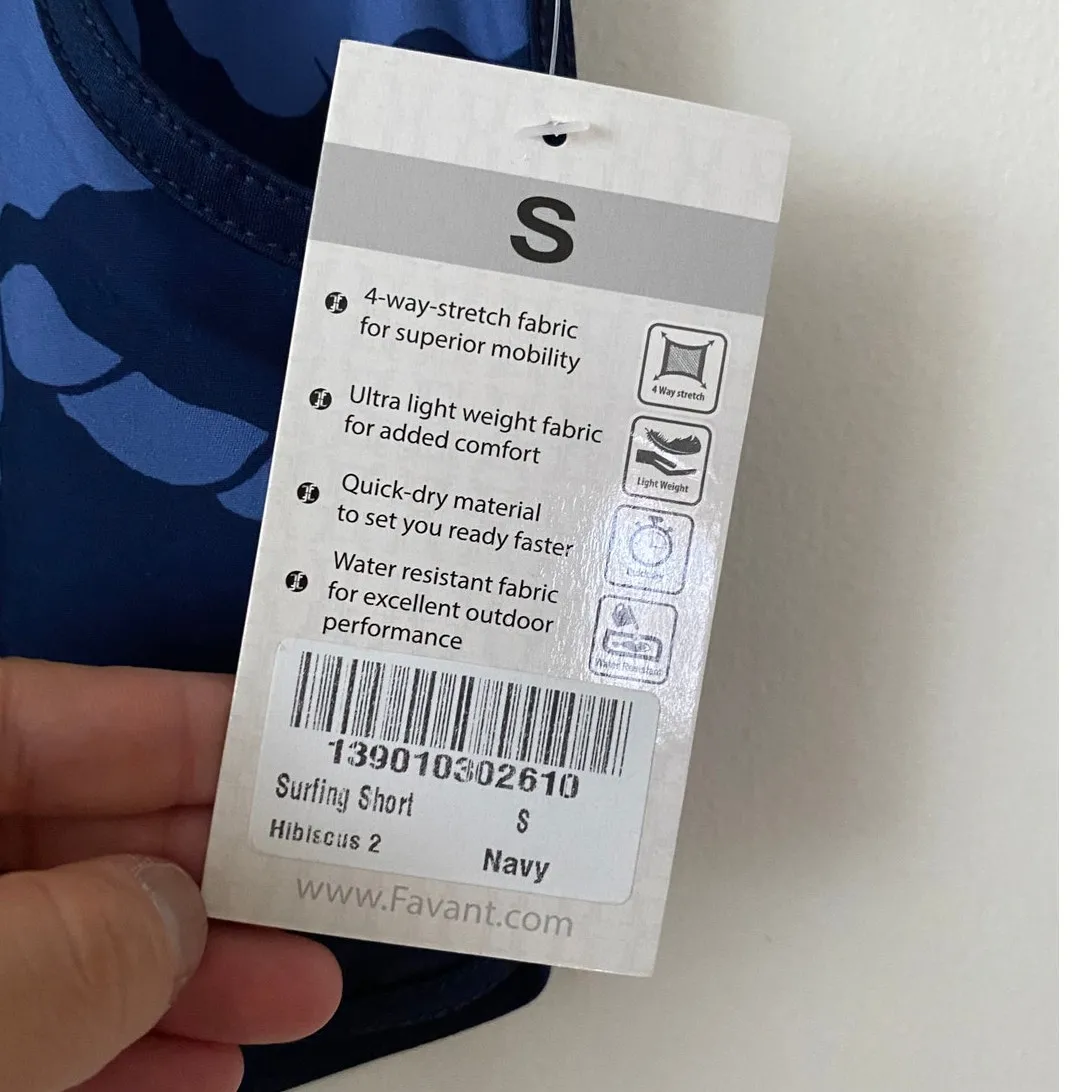 S
4-way-stretch fabric
for superior mobility
4 Way stretch
Ultra light weight fabric
for added comfort
Light Weight
Quick-dry material
to set you ready faster
Water resistant fabric
for excellent outdoor
performance
Water Resistant
139010302610
Surfing Short
S
Hibiscus 2
Navy
www.Favant.com